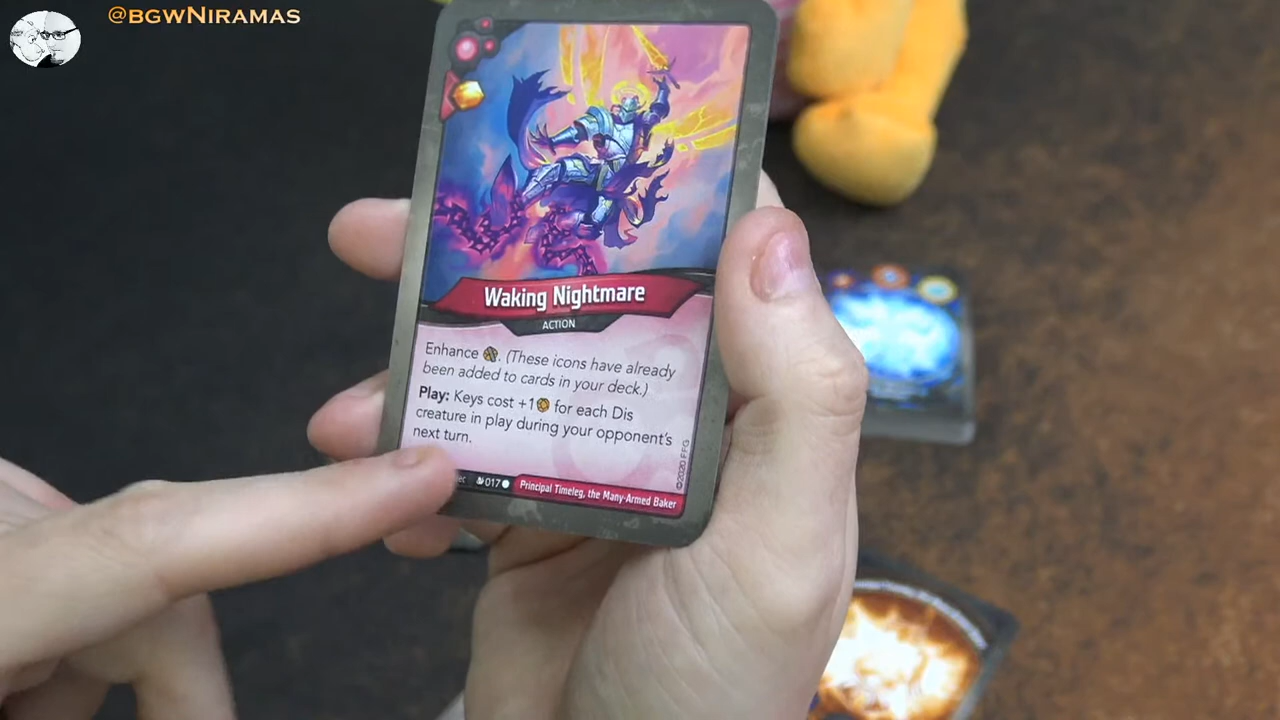 @BGWNIRAMAS
Waking Nightmare
ACTION
Enhance . (These icons have already
been added to cards in your deck.)
Play: Keys cost +1 for each Dis
creature in play during your opponent's
next turn.
017
Principal Timeleg, the Many-Armed Baker
©2020 FFG